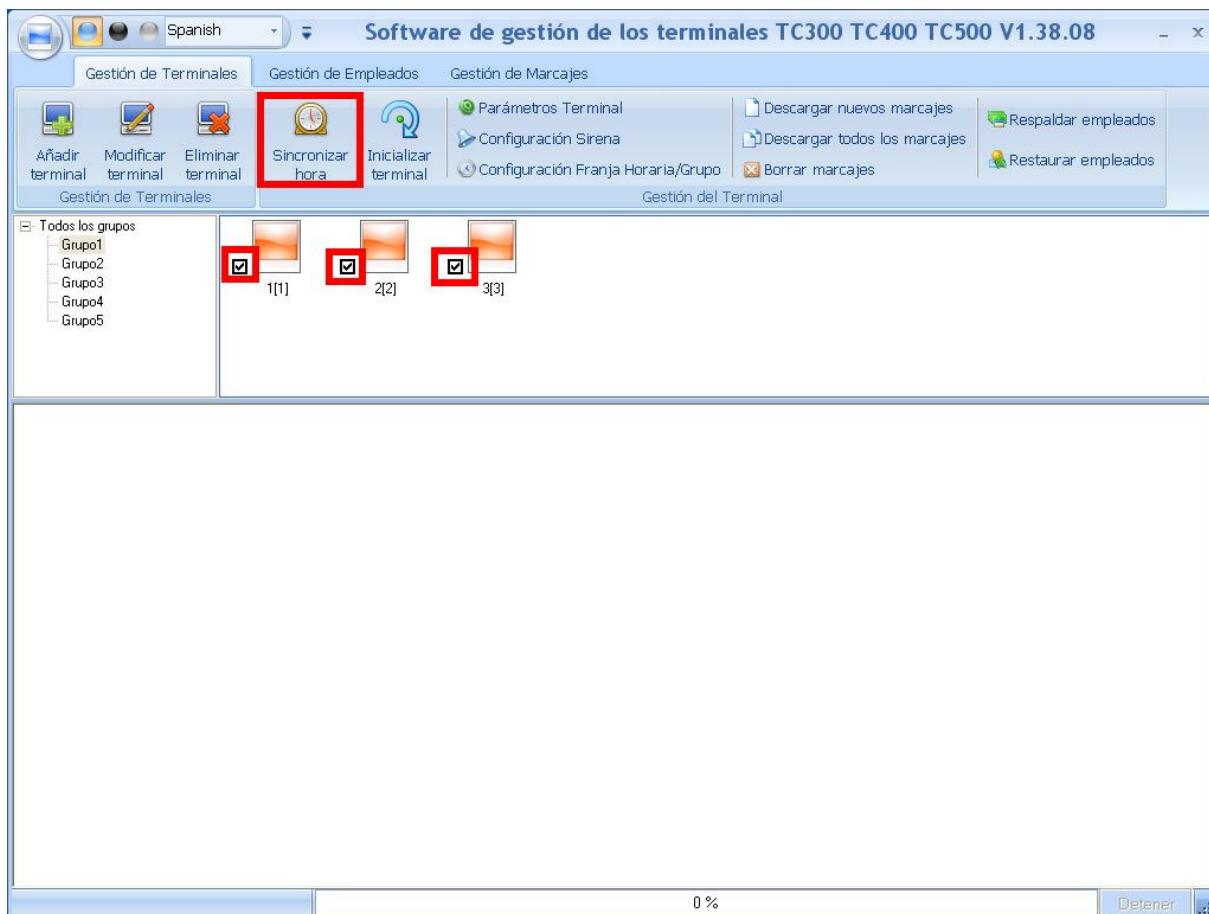 Spanish
Software de gestión de los terminales TC300 TC400 TC500 V1.38.08
Gestión de Terminales
Gestión de Empleados
Gestión de Marcajes
Añadir terminal
Modificar terminal
Eliminar terminal
Gestión de Terminales
Sincronizar hora
Inicializar terminal
Parámetros Terminal
Configuración Sirena
Configuración Franja Horaria/Grupo
Descargar nuevos marcajes
Descargar todos los marcajes
Borrar marcajes
Respaldar empleados
Restaurar empleados
Gestión del Terminal
Todos los grupos
Grupo1
Grupo2
Grupo3
Grupo4
Grupo5
1[1]
2[2]
3[3]
0 %
Detener